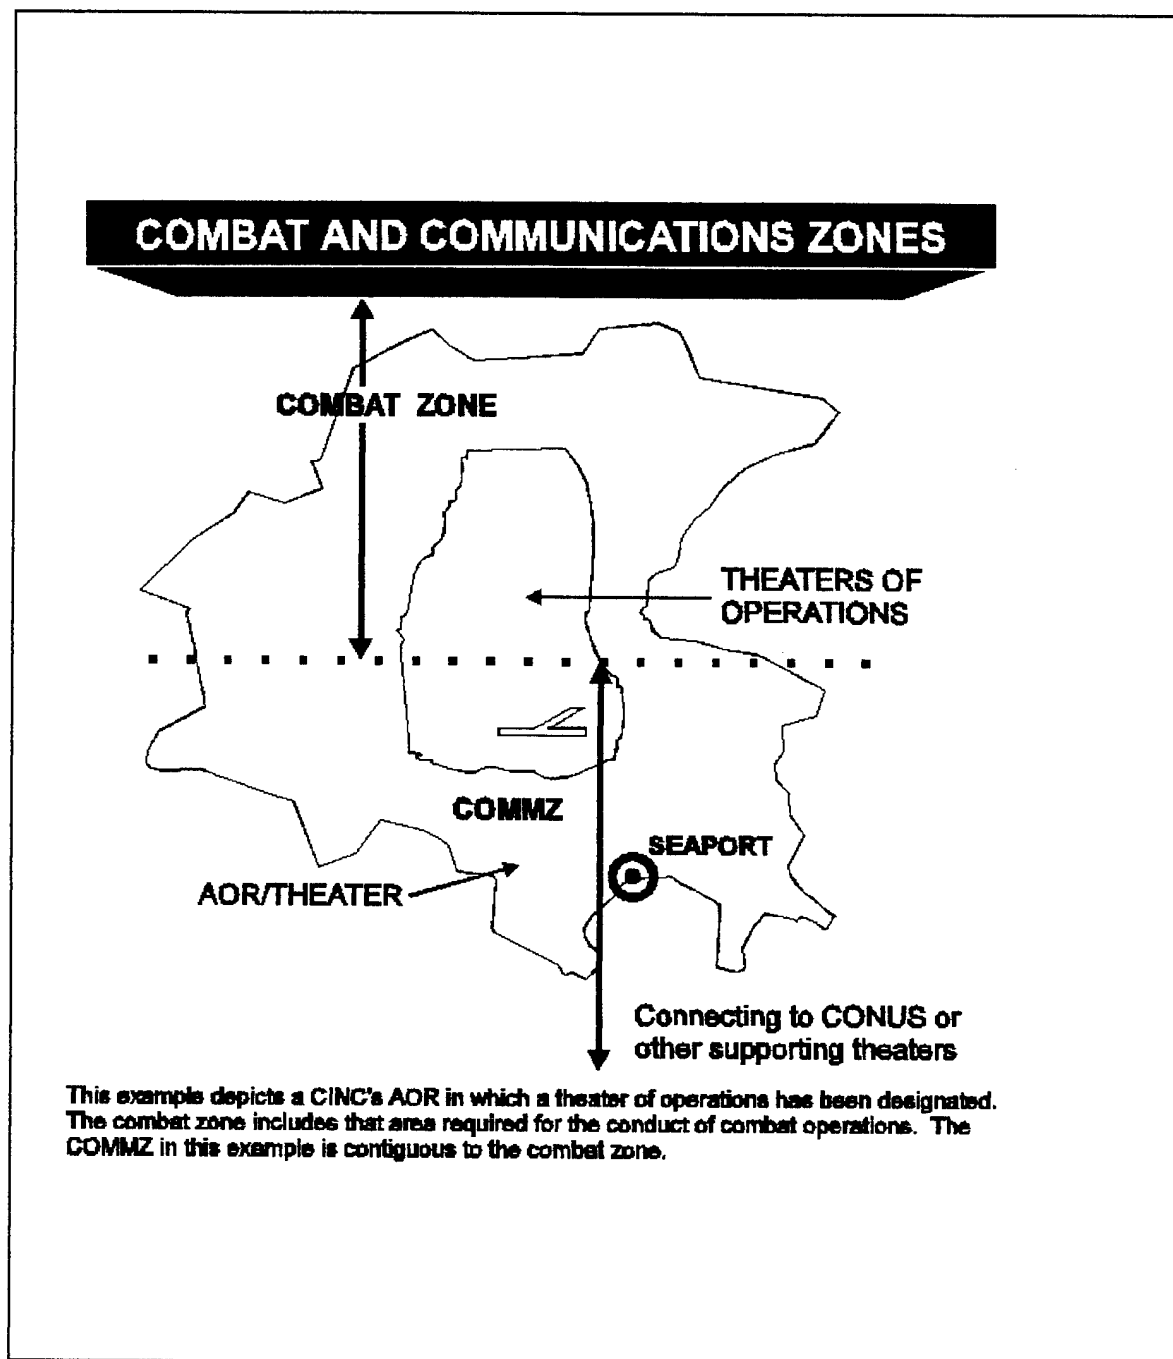 COMBAT AND COMMUNICATIONS ZONES
COMBAT ZONE
THEATERS OF
OPERATIONS
COMMZ
SEAPORT
AOR/THEATER
Connecting to CONUS or
other supporting theaters
This example depicts a CINC's AOR in which a theater of operations has been designated.
The combat zone includes that area required for the conduct of combat operations. The
COMMZ in this example is contiguous to the combat zone.